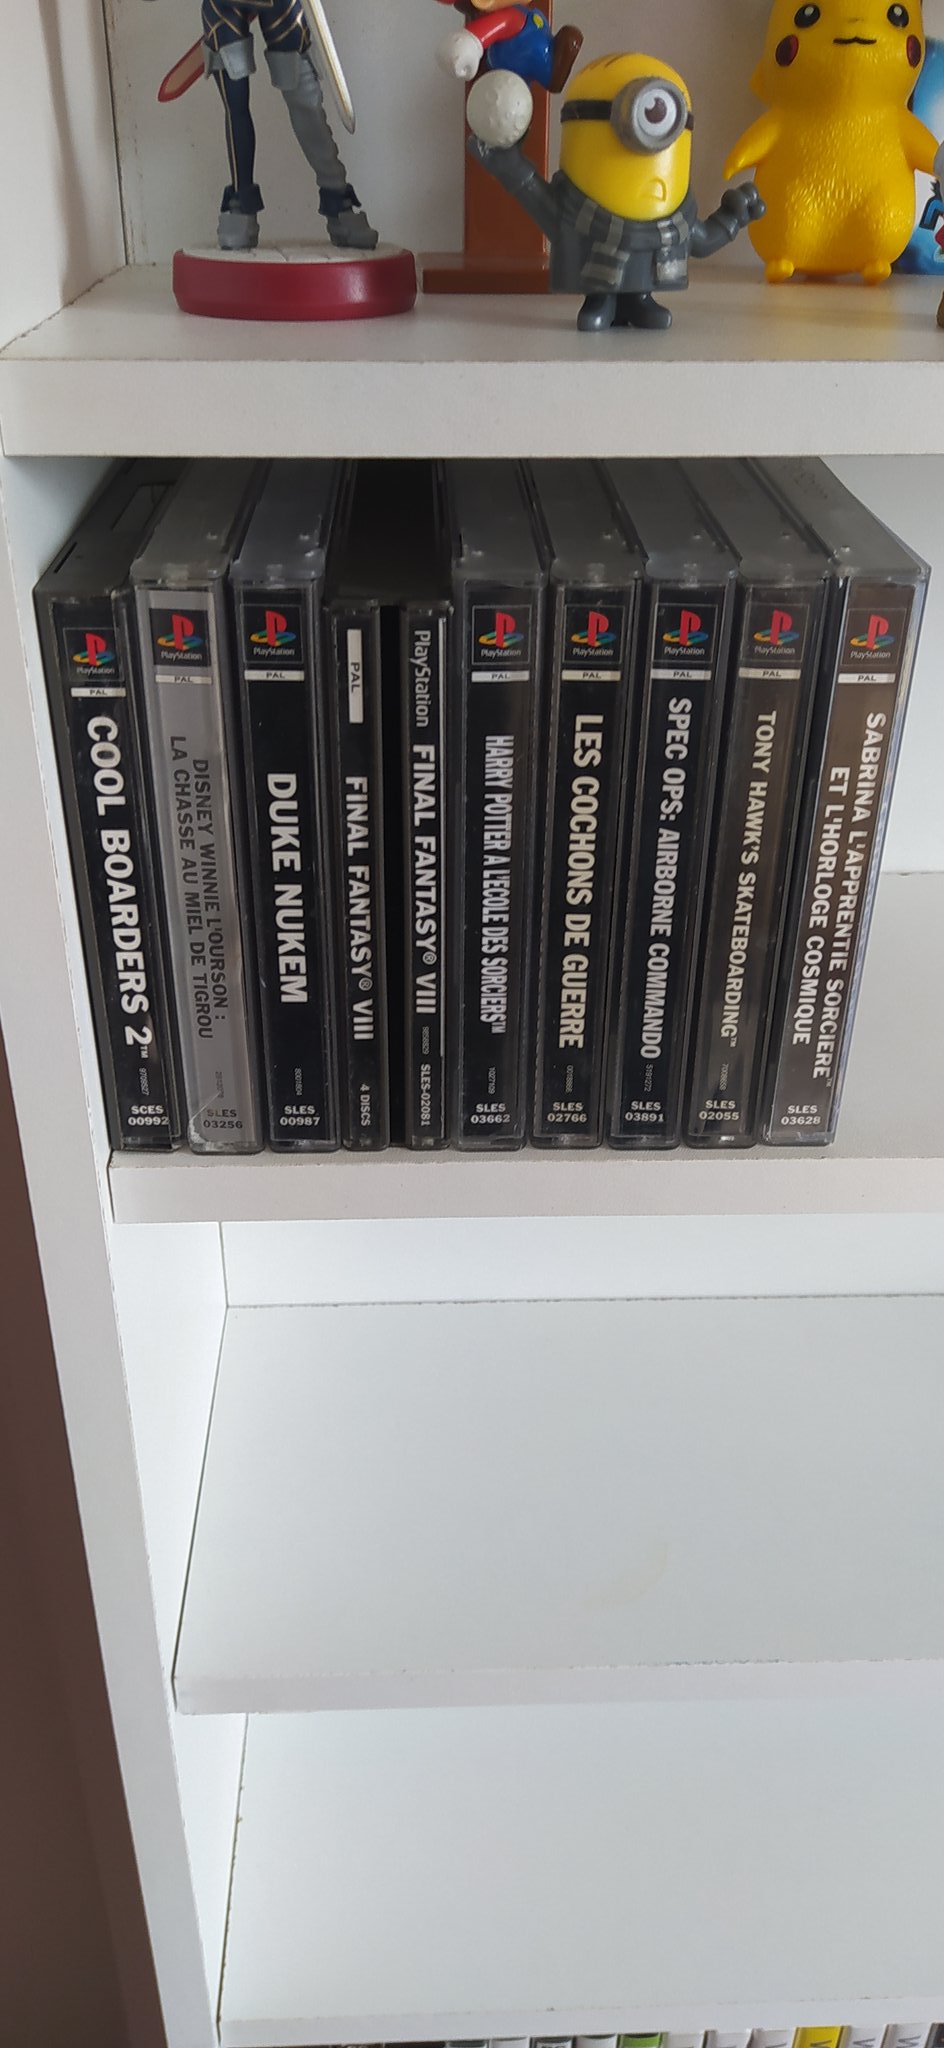 PlayStation
PAL
COOL BOARDERS 2™
SCES
00992
PlayStation
PAL
DISNEY WINNIE L'OURSON :
LA CHASSE AU MIEL DE TIGROU
SLES
03256
PlayStation
PAL
DUKE NUKEM
SLES
00987
PAL
FINAL FANTASY® VII
4 DISCS
PlayStation
FINAL FANTASY® VIII
SLES-02081
PlayStation
PAL
HARRY POTTER A L'ECOLE DES SORCIERS™
SLES
03662
PlayStation
PAL
LES COCHONS DE GUERRE
SLES
02766
PlayStation
PAL
SPEC OPS: AIRBORNE COMMANDO
SLES
03891
PlayStation
PAL
TONY HAWK'S SKATEBOARDING™
SLES
02055
PlayStation
PAL
SABRINA L'APPRENTIE SORCIERE™
ET L'HORLOGE COSMIQUE
SLES
03628